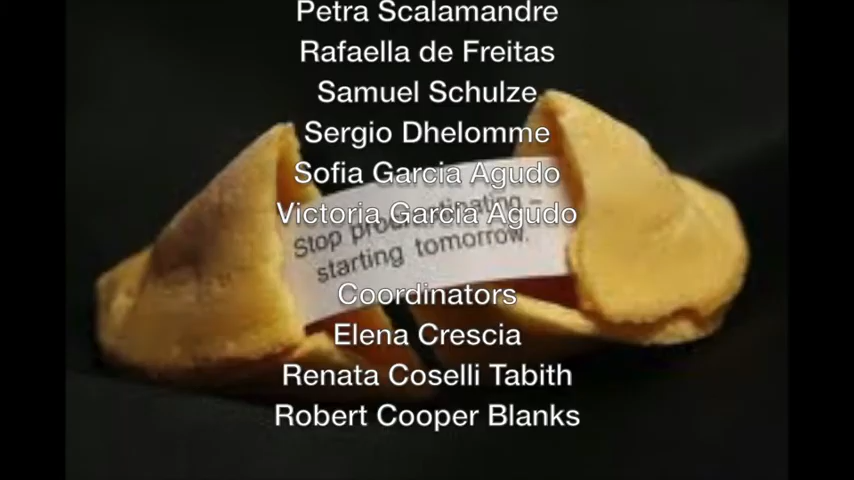 Petra Scalamandre
Rafaella de Freitas
Samuel Schulze
Sergio Dhelomme
Sofia Garcia Agudo
Victoria Garcia Agudo
Stop procrastinating –
starting tomorrow.
Coordinators
Elena Crescia
Renata Coselli Tabith
Robert Cooper Blanks